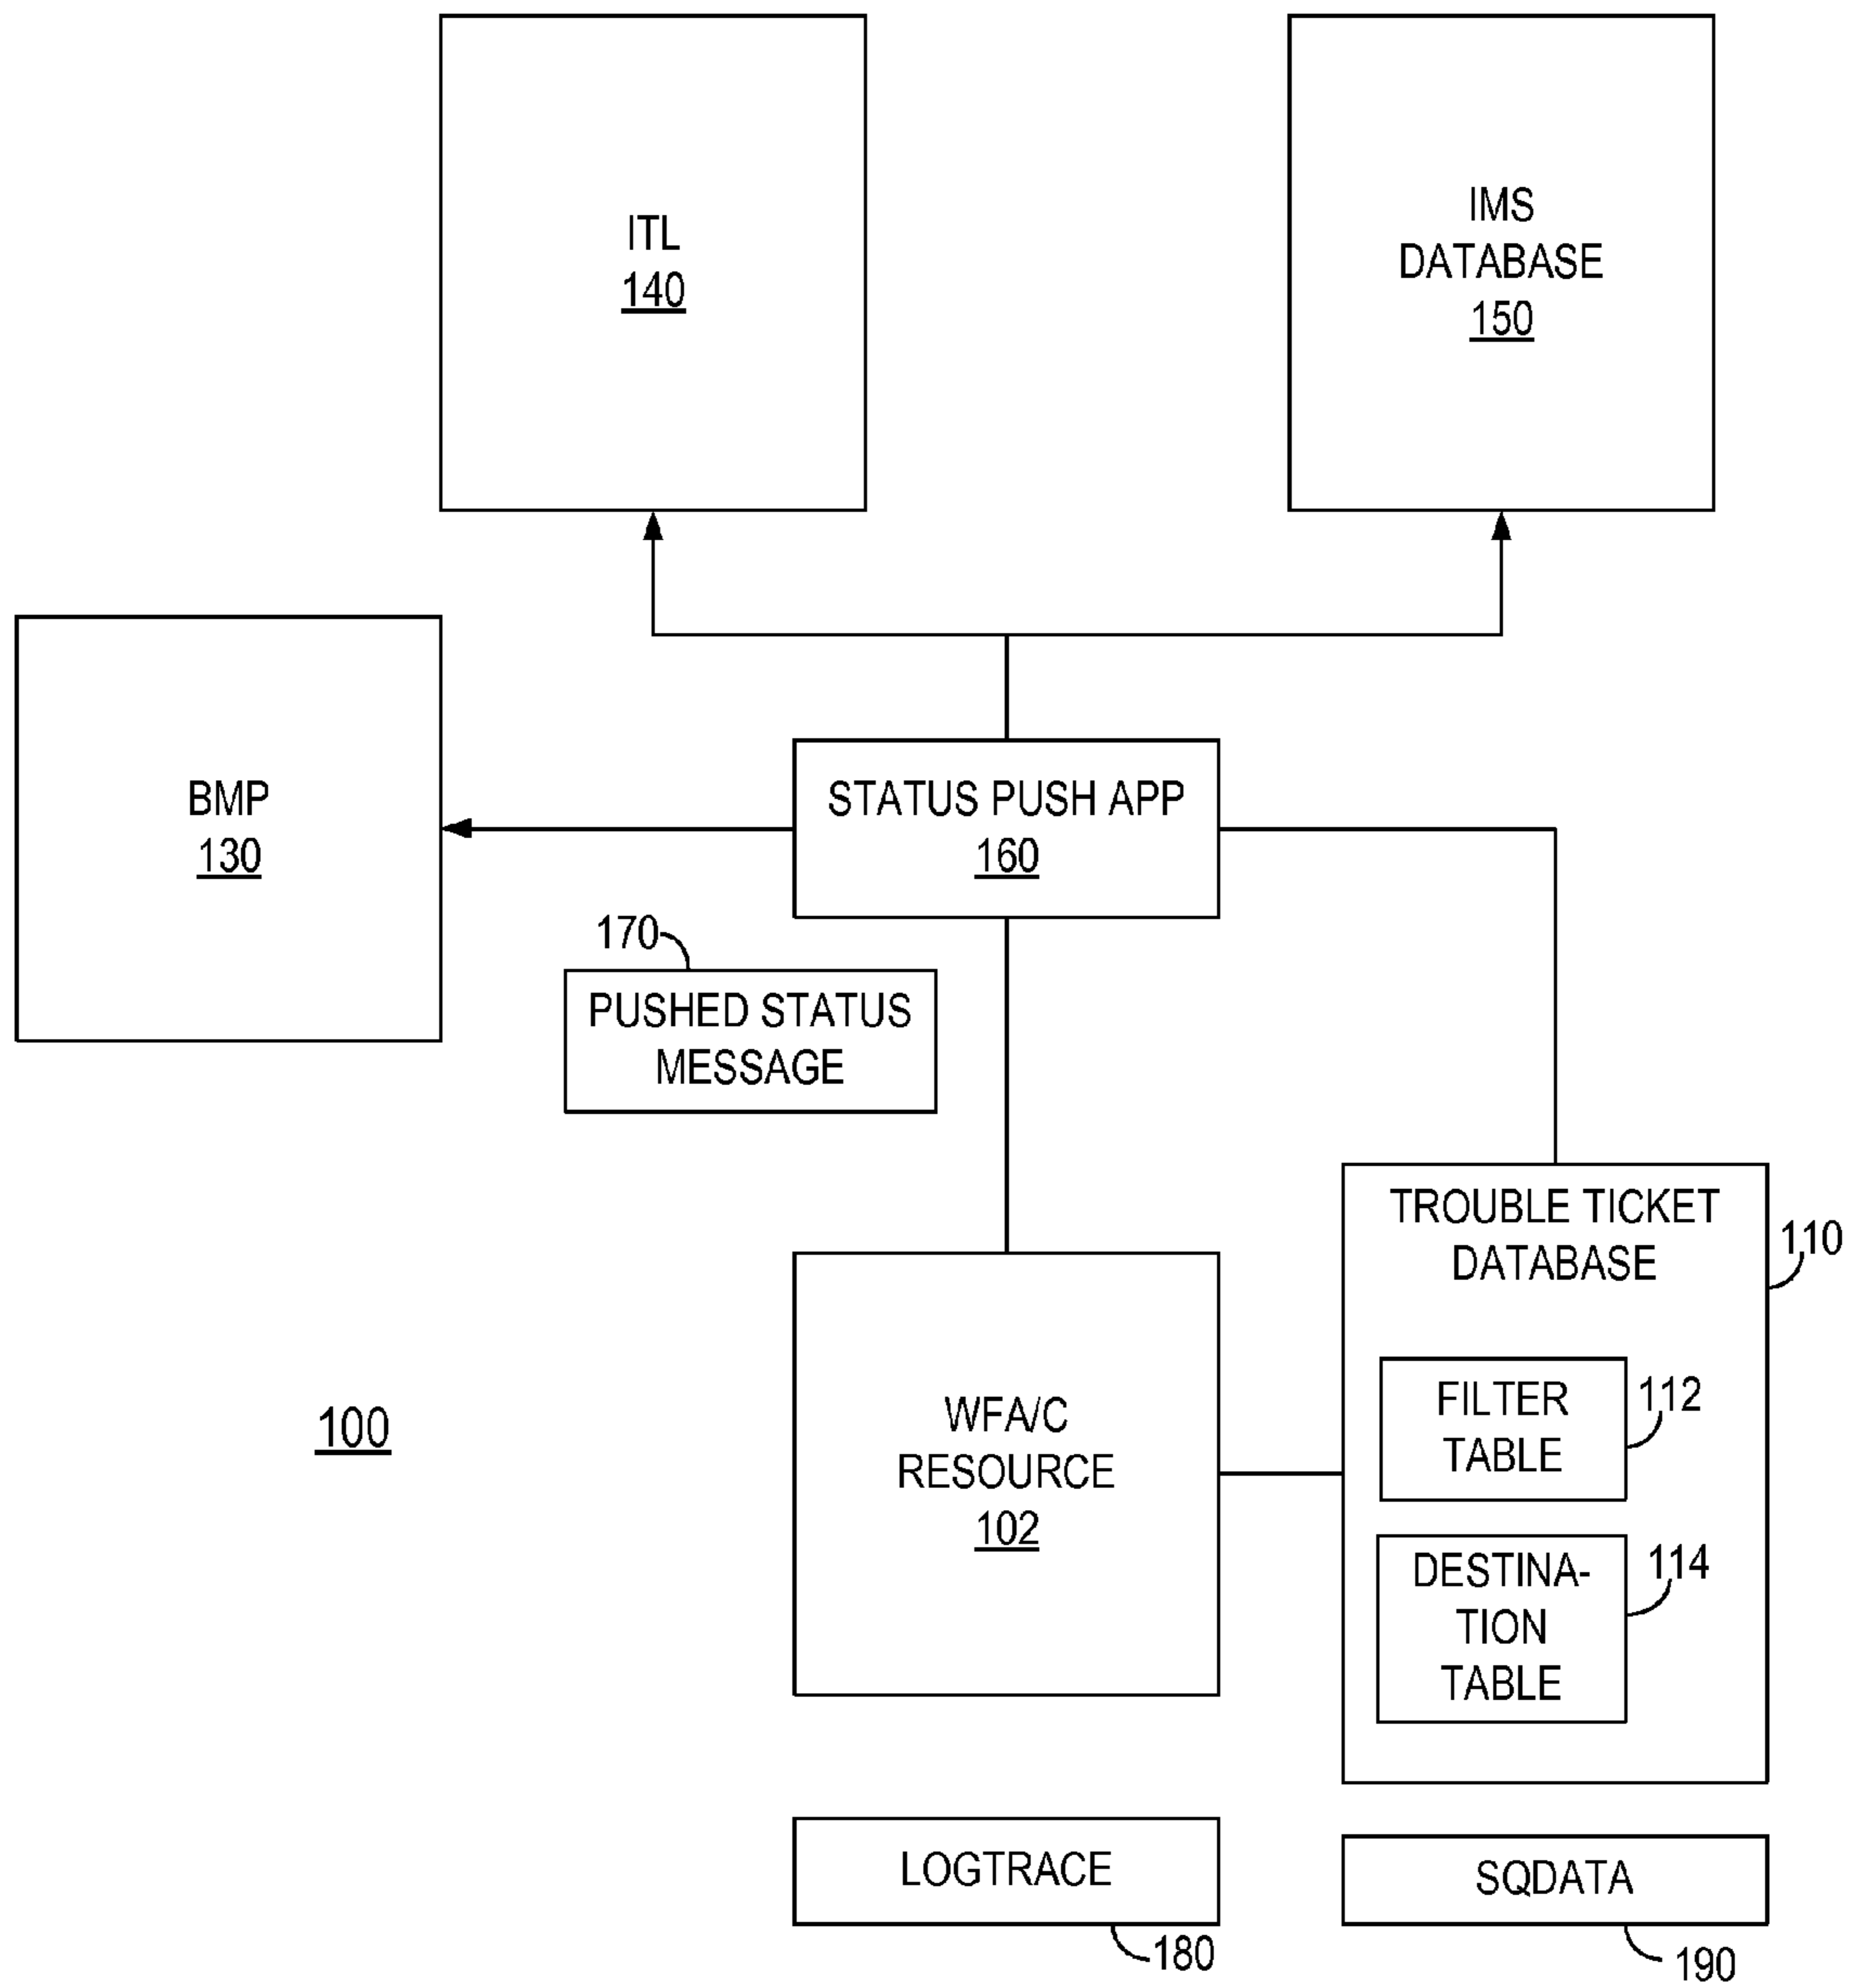 ITL
140
IMS
DATABASE
150
BMP
130
STATUS PUSH APP
160
170
PUSHED STATUS
MESSAGE
TROUBLE TICKET
DATABASE
110
FILTER
TABLE
112
DESTINA-
TION
TABLE
114
WFA/C
RESOURCE
102
100
LOGTRACE
180
SQDATA
190